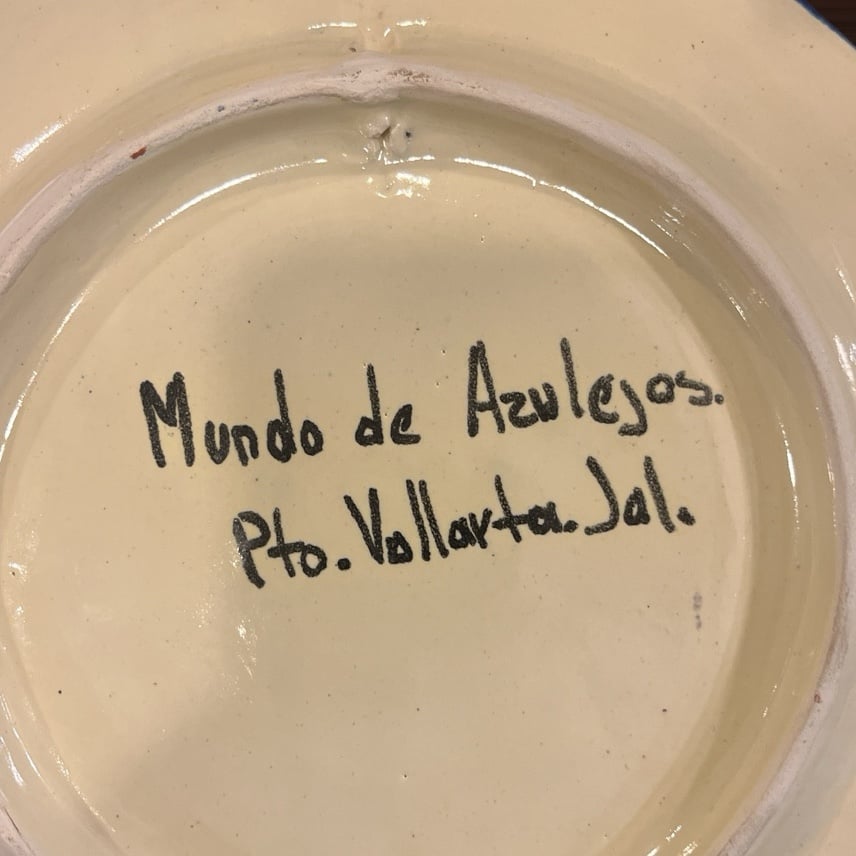 Mundo de Azulejos.
Pto. Vallarta. Jal.